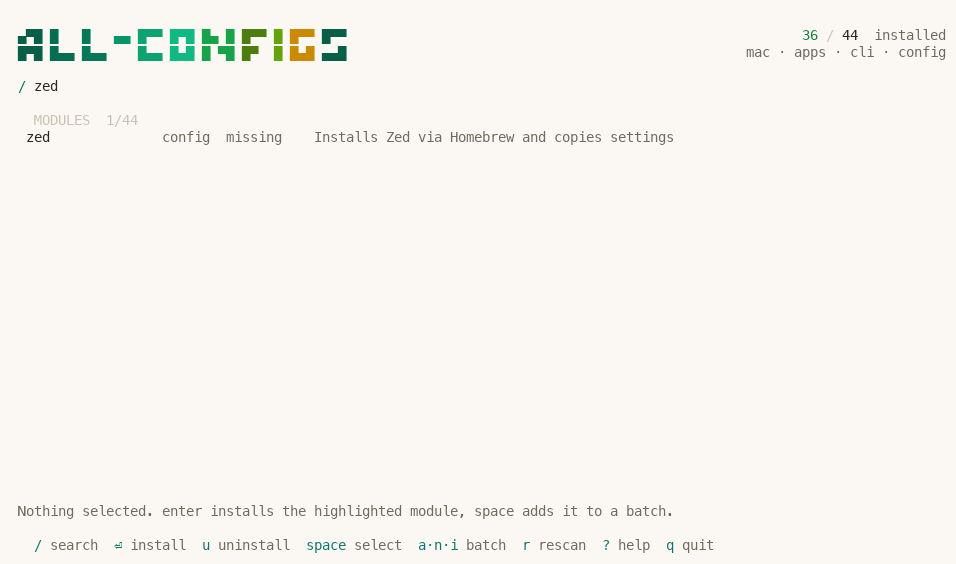 ALL-CONFIGS
36 / 44 installed
mac · apps · cli · config
/ zed
MODULES 1/44
zed config missing Installs Zed via Homebrew and copies settings
Nothing selected. enter installs the highlighted module, space adds it to a batch.
/ search ⏎ install u uninstall space select a·n·i batch r rescan ? help q quit